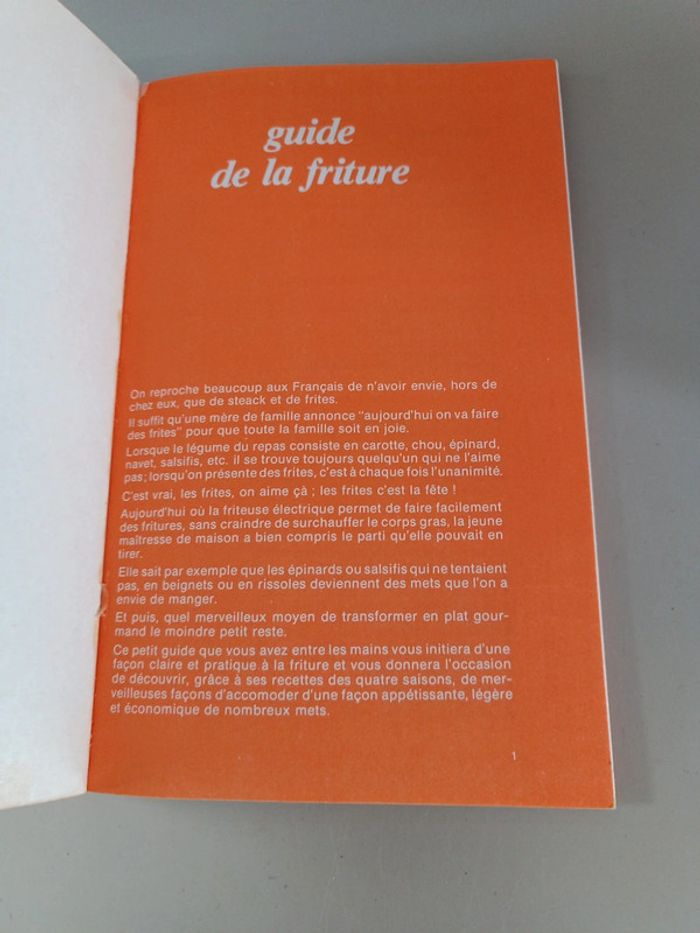 guide
de la friture
On reproche beaucoup aux Français de n'avoir envie, hors de
chez eux, que de steack et de frites.
Il suffit qu'une mère de famille annonce "aujourd'hui on va faire
des frites" pour que toute la famille soit en joie.
Lorsque le légume du repas consiste en carotte, chou, épinard,
navet, salsifis, etc. il se trouve toujours quelqu'un qui ne l'aime
pas; lorsqu'on présente des frites, c'est à chaque fois l'unanimité.
C'est vrai, les frites, on aime çà ; les frites c'est la fête !
Aujourd'hui où la friteuse électrique permet de faire facilement
des fritures, sans craindre de surchauffer le corps gras, la jeune
maîtresse de maison a bien compris le parti qu'elle pouvait en
tirer.
Elle sait par exemple que les épinards ou salsifis qui ne tentaient
pas, en beignets ou en rissoles deviennent des mets que l'on a
envie de manger.
Et puis, quel merveilleux moyen de transformer en plat gour-
mand le moindre petit reste.
Ce petit guide que vous avez entre les mains vous initiera d'une
façon claire et pratique à la friture et vous donnera l'occasion
de découvrir, grâce à ses recettes des quatre saisons, de mer-
veilleuses façons d'accomoder d'une façon appétissante, légère
et économique de nombreux mets.
1